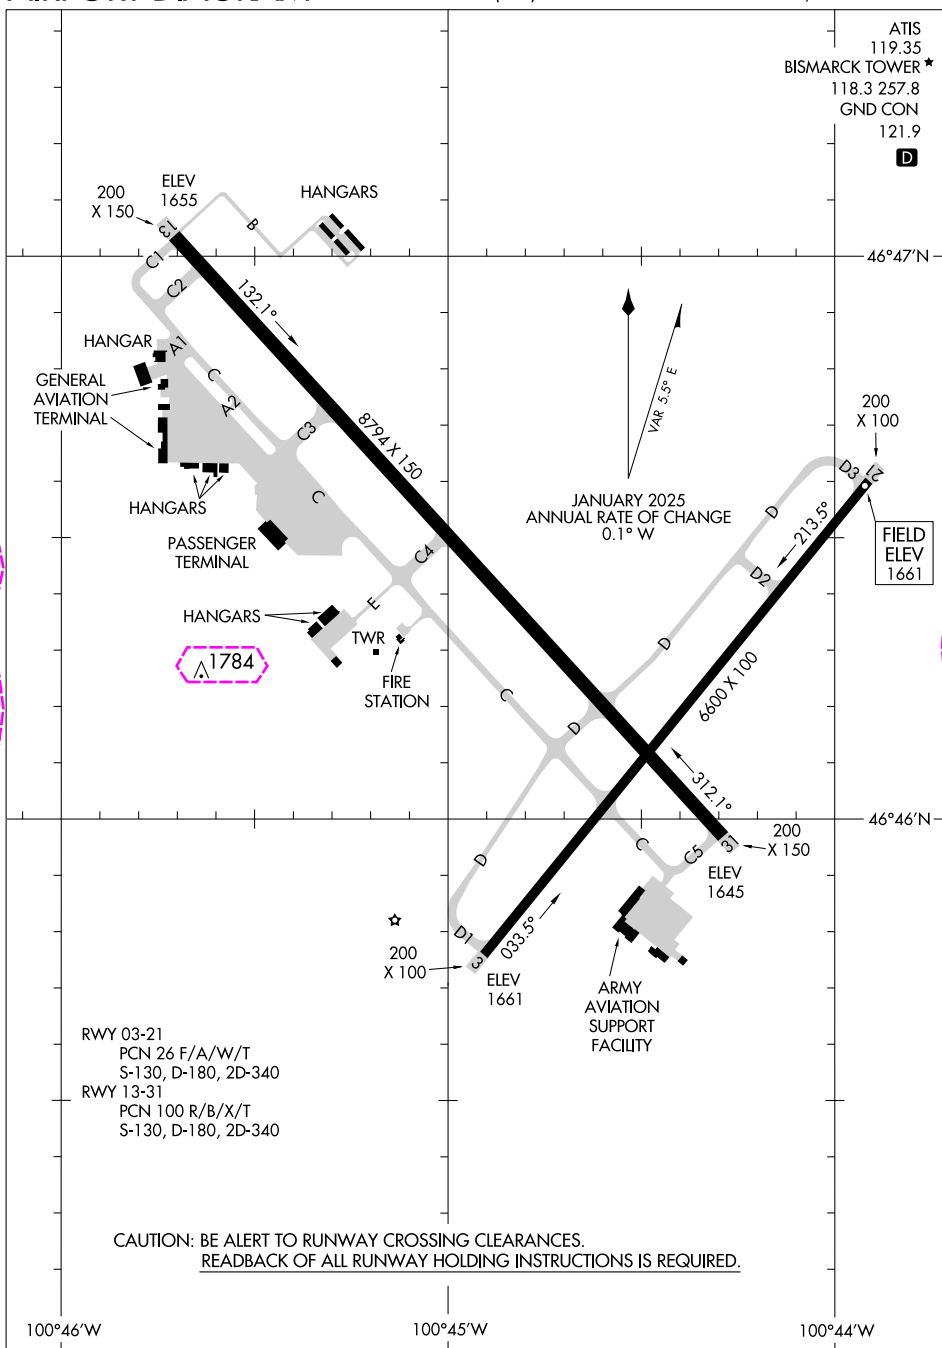 ATIS
119.35
BISMARCK TOWER
118.3 257.8
GND CON
121.9
D
ELEV
1655
200
X 150
HANGARS
13
B
C1
C2
46°47'N
132.1°
HANGAR
A1
GENERAL
AVIATION
TERMINAL
C
A2
C3
8794 X 150
VAR 5.5° E
JANUARY 2025
ANNUAL RATE OF CHANGE
0.1° W
200
X 100
D3
21
D
213.5°
FIELD
ELEV
1661
D2
HANGARS
C
PASSENGER
TERMINAL
C4
HANGARS
E
TWR
FIRE
STATION
1784
D
6600 X 100
C
D
312.1°
46°46'N
31
200
X 150
C
C5
ELEV
1645
D
D1
033.5°
200
X 100
3
ELEV
1661
ARMY
AVIATION
SUPPORT
FACILITY
RWY 03-21
PCN 26 F/A/W/T
S-130, D-180, 2D-340
RWY 13-31
PCN 100 R/B/X/T
S-130, D-180, 2D-340
CAUTION: BE ALERT TO RUNWAY CROSSING CLEARANCES.
READBACK OF ALL RUNWAY HOLDING INSTRUCTIONS IS REQUIRED.
100°46'W
100°45'W
100°44'W